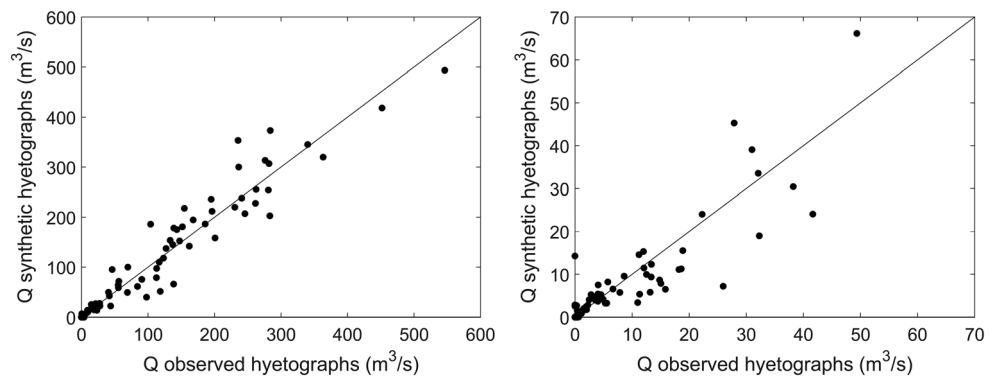 600
500
400
300
200
100
0
0 100 200 300 400 500 600
Q synthetic hyetographs (m³/s)
Q observed hyetographs (m³/s)
70
60
50
40
30
20
10
0
0 10 20 30 40 50 60 70
Q synthetic hyetographs (m³/s)
Q observed hyetographs (m³/s)